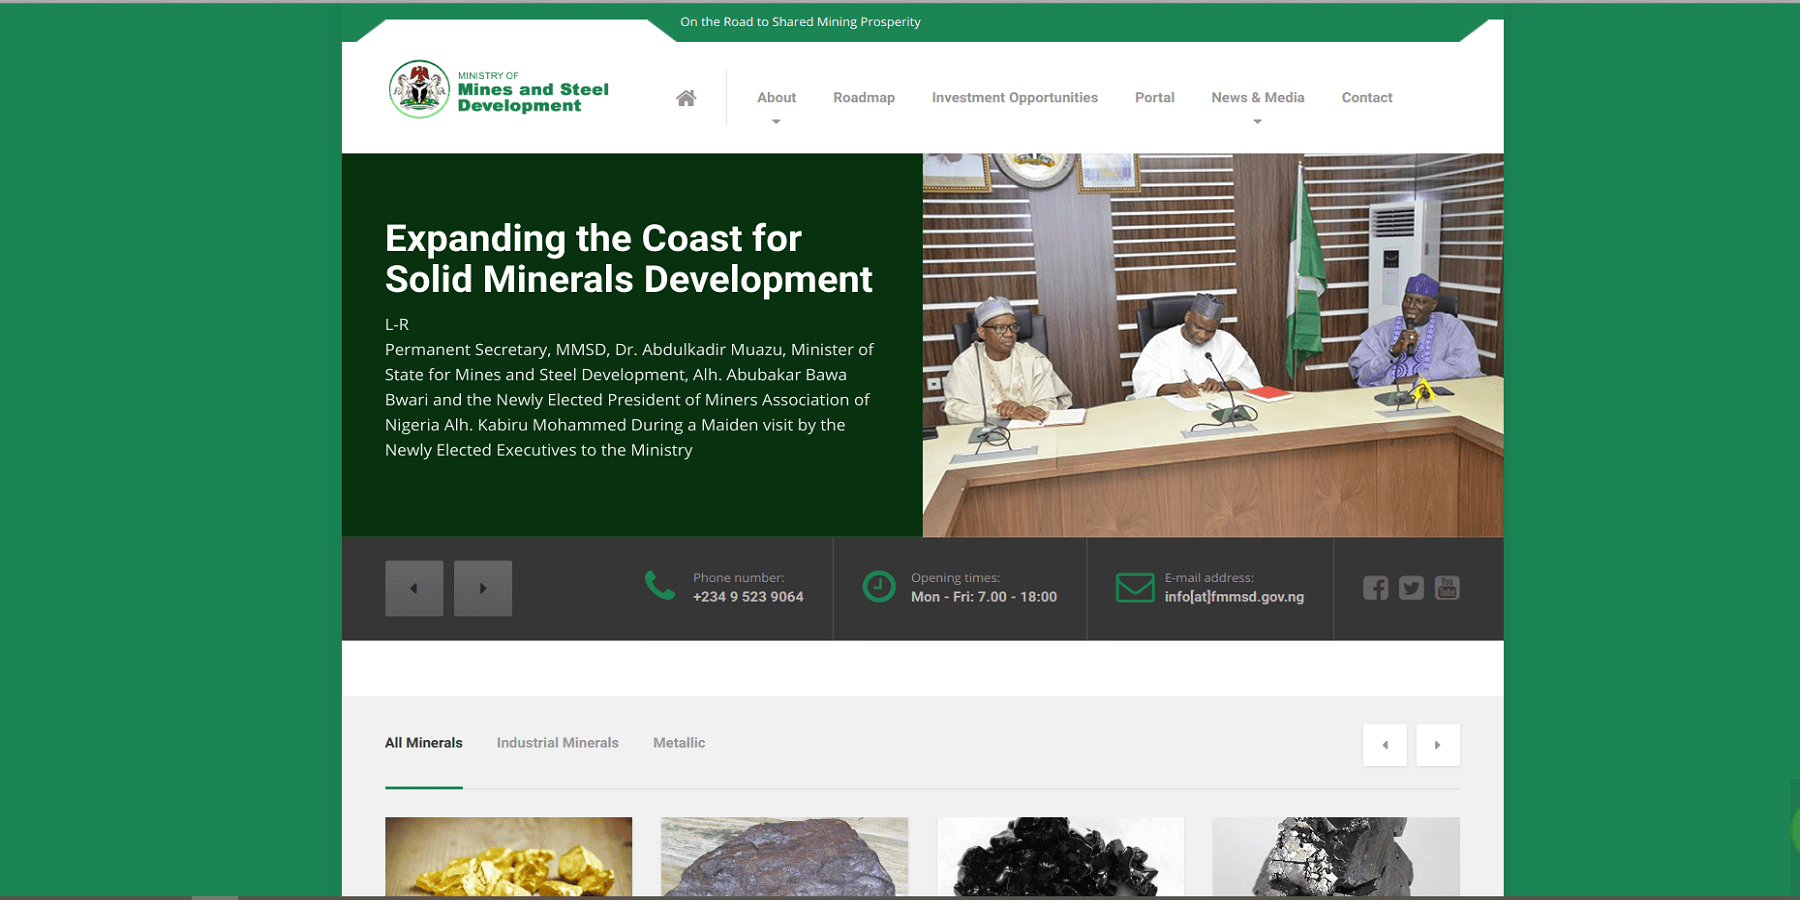 On the Road to Shared Mining Prosperity
MINISTRY OF
Mines and Steel
Development
About
Roadmap
Investment Opportunities
Portal
News & Media
Contact
Expanding the Coast for
Solid Minerals Development
L-R
Permanent Secretary, MMSD, Dr. Abdulkadir Muazu, Minister of
State for Mines and Steel Development, Alh. Abubakar Bawa
Bwari and the Newly Elected President of Miners Association of
Nigeria Alh. Kabiru Mohammed During a Maiden visit by the
Newly Elected Executives to the Ministry
Phone number:
+234 9 523 9064
Opening times:
Mon - Fri: 7.00 - 18:00
E-mail address:
info[at]fmmsd.gov.ng
You
Tube
All Minerals
Industrial Minerals
Metallic